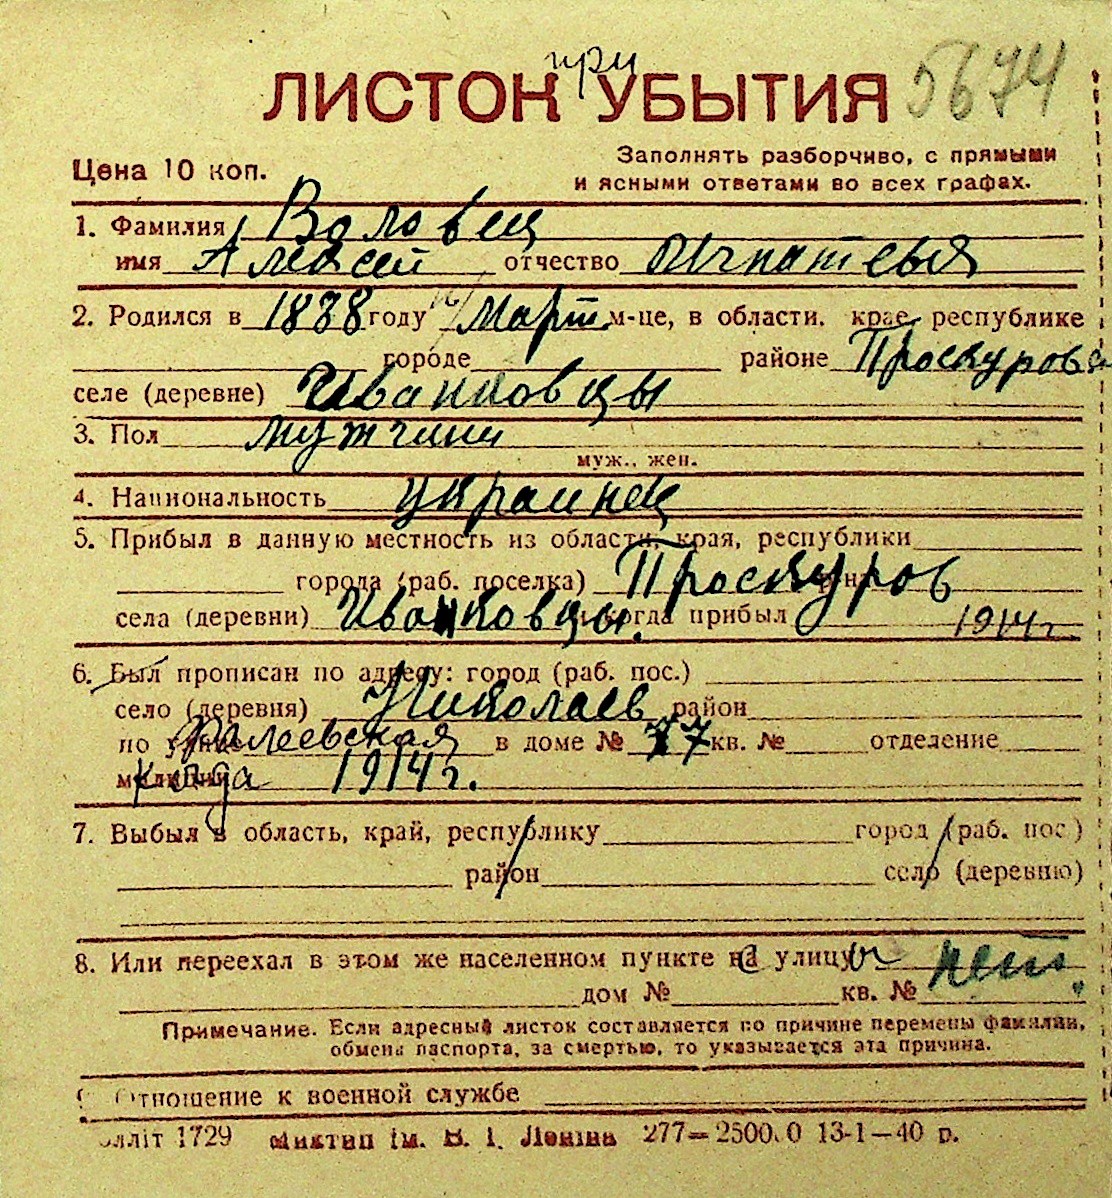 при 5674
ЛИСТОК УБЫТИЯ
Цена 10 коп.
Заполнять разборчиво, с прямыми
и ясными ответами во всех графах.
1. Фамилия Воловец
имя Алексей отчество Игнатевья
2. Родился в 1888 году Март м-це, в области, крае, республике
городе районе Проскуров
селе (деревне) Иванковцы
3. Пол мужчини
муж., жен.
4. Национальность украинец
5. Прибыл в данную местность из области, края, республики
города (раб. поселка) Проскуров
села (деревни) Иванковцы. когда прибыл 1914 г.
6. Был прописан по адресу: город (раб. пос.)
село (деревня) Николаев район
по улице Фалеевская в доме № 77 кв. № отделение
милиции когда 1914 г.
7. Выбыл в область, край, республику город (раб. пос.)
район село (деревню)
8. Или переехал в этом же населенном пункте на улицу нет.
дом № кв. №
Примечание. Если адресный листок составляется по причине перемены фамилии,
обмена паспорта, за смертью, то указывается эта причина.
Отношение к военной службе
1729 ім. В. І. Леніна 277—25000 13-1—40 р.